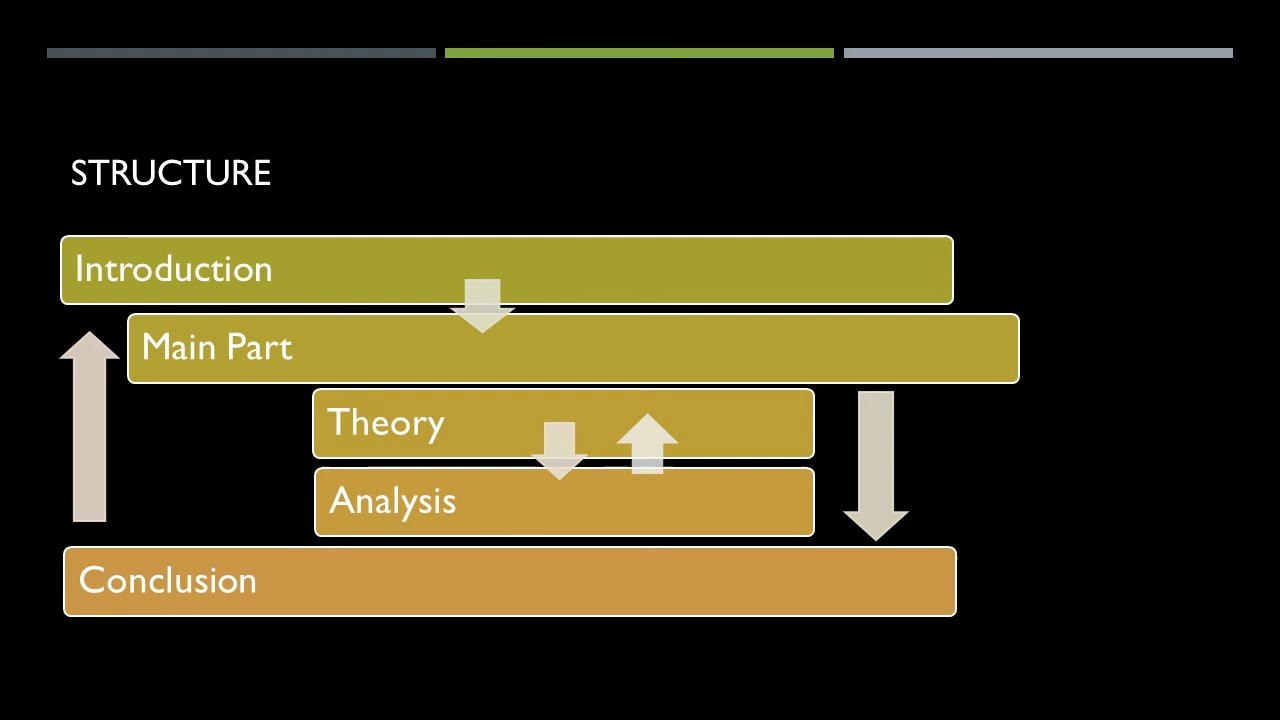 STRUCTURE
Introduction
Main Part
Theory
Analysis
Conclusion